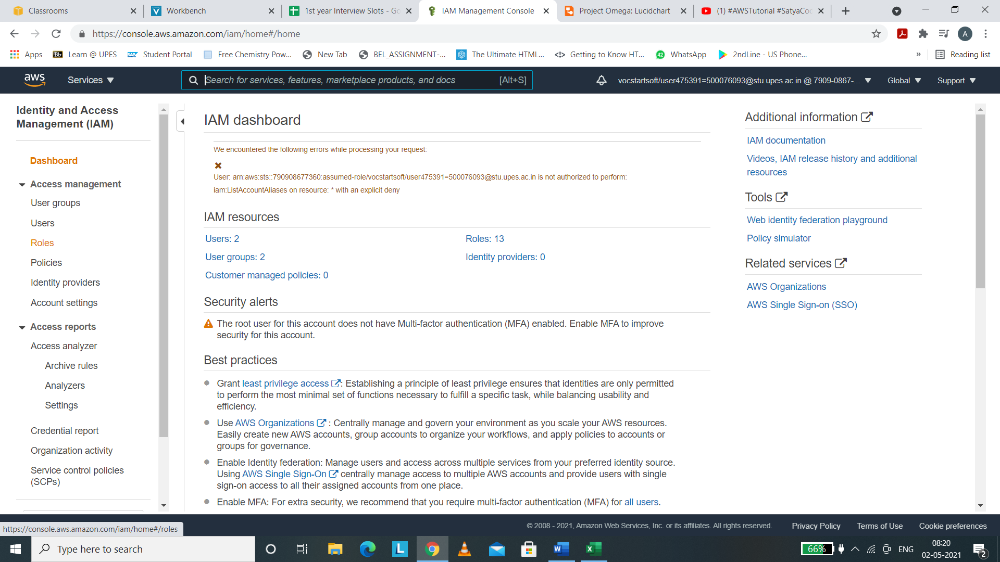 Classrooms
Workbench
1st year Interview Slots - Go
IAM Management Console
Project Omega: Lucidchart
(1) #AWSTutorial #SatyaCod
https://console.aws.amazon.com/iam/home#/home
A
Apps
Bb Learn @ UPES
SAP Student Portal
Free Chemistry Pow...
New Tab
BEL_ASSIGNMENT-...
The Ultimate HTML...
Getting to Know HT...
42 WhatsApp
2ndLine - US Phone...
»
Reading list
aws
Services
Search for services, features, marketplace products, and docs
[Alt+S]
vocstartsoft/user475391=500076093@stu.upes.ac.in @ 7909-0867-...
Global
Support
Identity and Access
Management (IAM)
Dashboard
Access management
User groups
Users
Roles
Policies
Identity providers
Account settings
Access reports
Access analyzer
Archive rules
Analyzers
Settings
Credential report
Organization activity
Service control policies
(SCPs)
IAM dashboard
We encountered the following errors while processing your request:
User: arn:aws:sts::790908677360:assumed-role/vocstartsoft/user475391=500076093@stu.upes.ac.in is not authorized to perform:
iam:ListAccountAliases on resource: * with an explicit deny
IAM resources
Users: 2
Roles: 13
User groups: 2
Identity providers: 0
Customer managed policies: 0
Security alerts
The root user for this account does not have Multi-factor authentication (MFA) enabled. Enable MFA to improve
security for this account.
Best practices
Grant least privilege access : Establishing a principle of least privilege ensures that identities are only permitted
to perform the most minimal set of functions necessary to fulfill a specific task, while balancing usability and
efficiency.
Use AWS Organizations : Centrally manage and govern your environment as you scale your AWS resources.
Easily create new AWS accounts, group accounts to organize your workflows, and apply policies to accounts or
groups for governance.
Enable Identity federation: Manage users and access across multiple services from your preferred identity source.
Using AWS Single Sign-On centrally manage access to multiple AWS accounts and provide users with single
sign-on access to all their assigned accounts from one place.
Enable MFA: For extra security, we recommend that you require multi-factor authentication (MFA) for all users.
Additional information
IAM documentation
Videos, IAM release history and additional
resources
Tools
Web identity federation playground
Policy simulator
Related services
AWS Organizations
AWS Single Sign-on (SSO)
https://console.aws.amazon.com/iam/home#/roles
© 2008 - 2021, Amazon Web Services, Inc. or its affiliates. All rights reserved.
Privacy Policy
Terms of Use
Cookie preferences
Type here to search
L
W
X
66%
ENG
08:20
02-05-2021
2